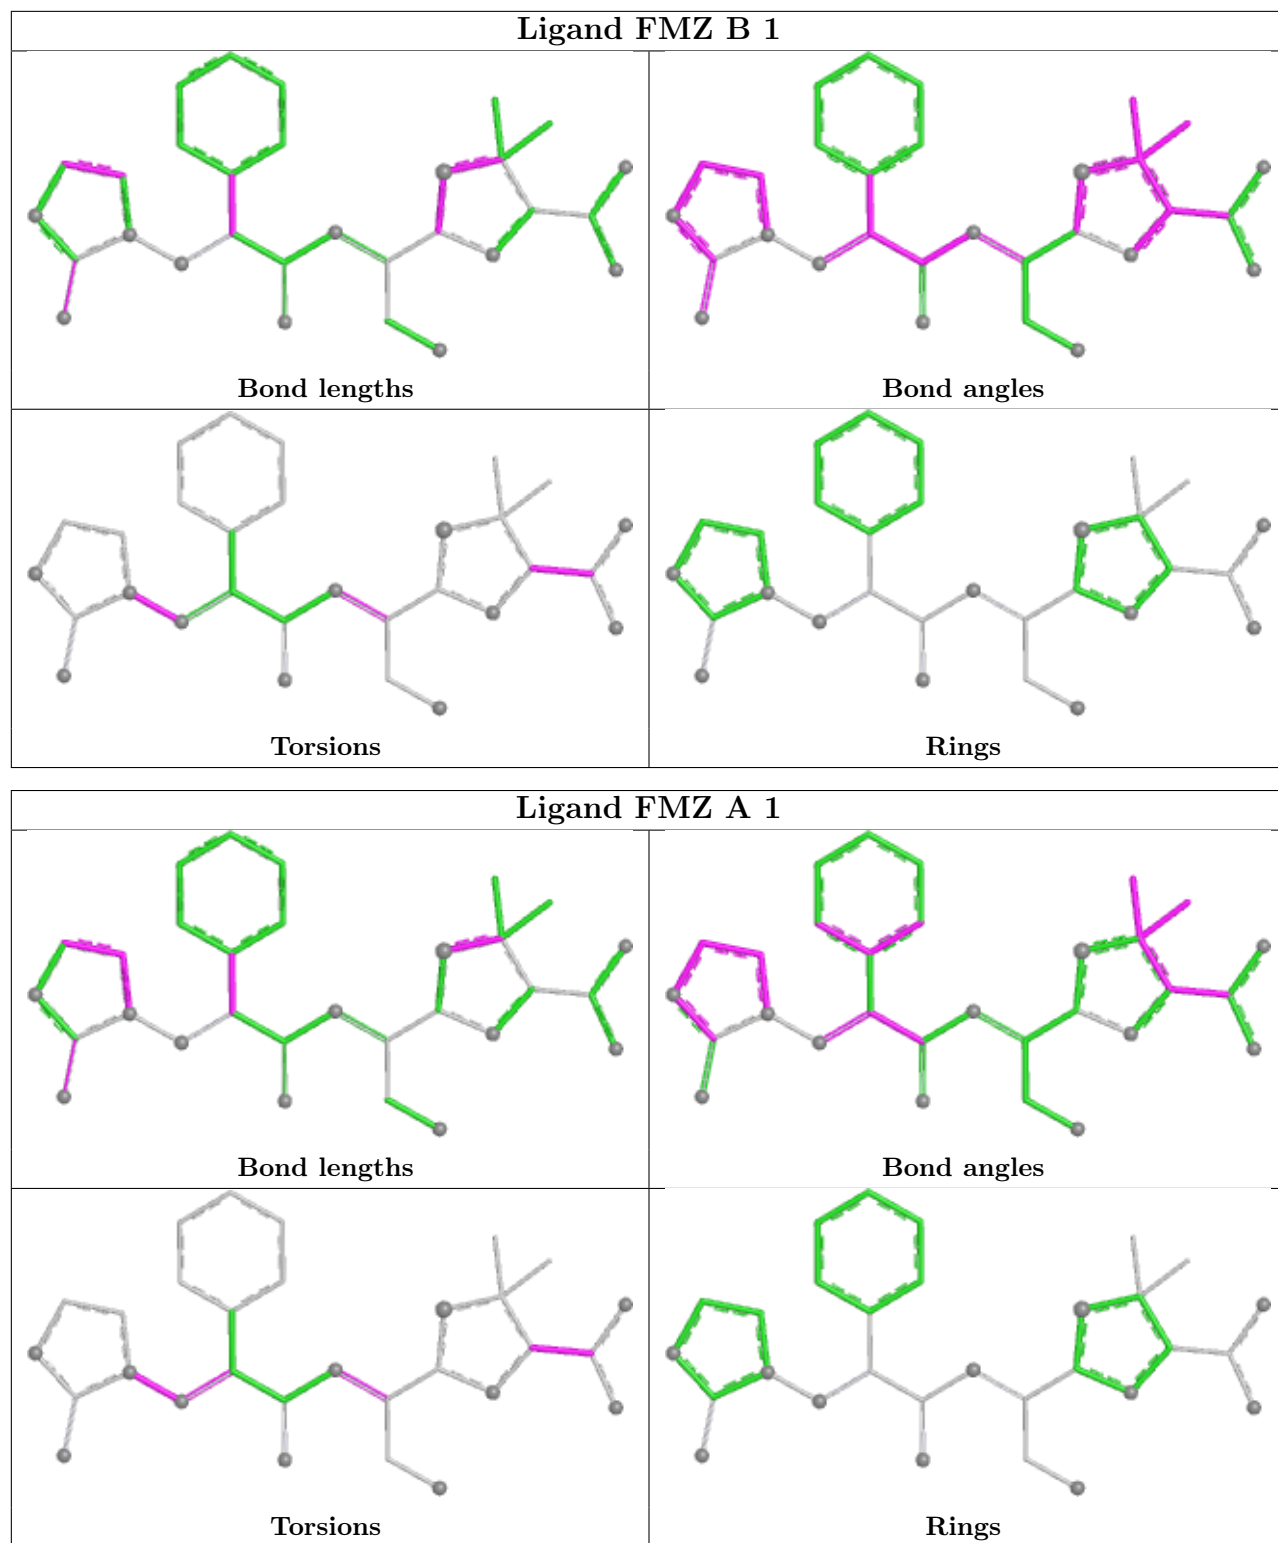 Ligand FMZ B 1
Bond lengths
Bond angles
Torsions
Rings
Ligand FMZ A 1
Bond lengths
Bond angles
Torsions
Rings